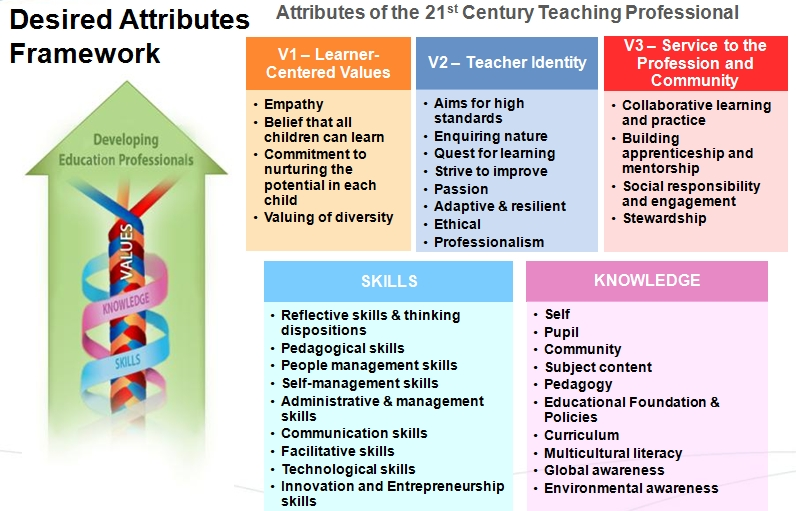 Desired Attributes
Framework
Attributes of the 21st Century Teaching Professional
Developing
Education Professionals
VALUES
KNOWLEDGE
SKILLS
V1 – Learner-
Centered Values
• Empathy
• Belief that all
children can learn
• Commitment to
nurturing the
potential in each
child
• Valuing of diversity
V2 – Teacher Identity
• Aims for high
standards
• Enquiring nature
• Quest for learning
• Strive to improve
• Passion
• Adaptive & resilient
• Ethical
• Professionalism
V3 – Service to the
Profession and
Community
• Collaborative learning
and practice
• Building
apprenticeship and
mentorship
• Social responsibility
and engagement
• Stewardship
SKILLS
• Reflective skills & thinking
dispositions
• Pedagogical skills
• People management skills
• Self-management skills
• Administrative & management
skills
• Communication skills
• Facilitative skills
• Technological skills
• Innovation and Entrepreneurship
skills
KNOWLEDGE
• Self
• Pupil
• Community
• Subject content
• Pedagogy
• Educational Foundation &
Policies
• Curriculum
• Multicultural literacy
• Global awareness
• Environmental awareness